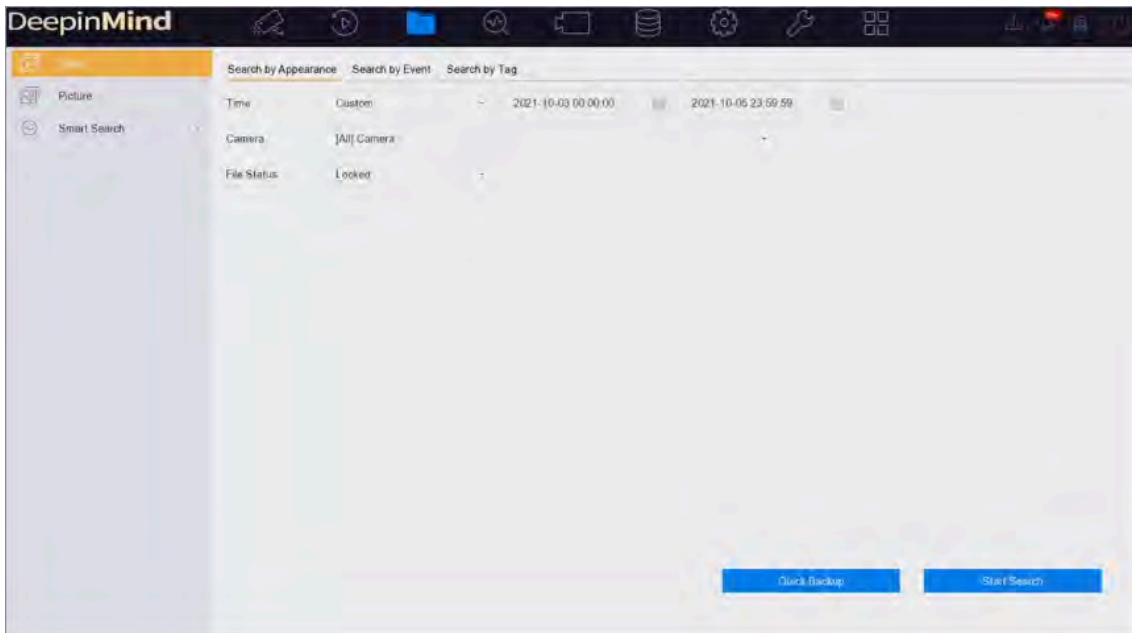 DeepinMind
Search by Appearance Search by Event Search by Tag
Picture
Time Custom 2021-10-03 00:00:00 2021-10-05 23:59:59
Smart Search
Camera [All] Camera
File Status Locked
Quick Backup Start Search